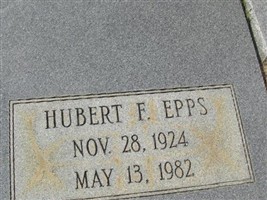 HUBERT F. EPPS
NOV. 28, 1924
MAY 13, 1982